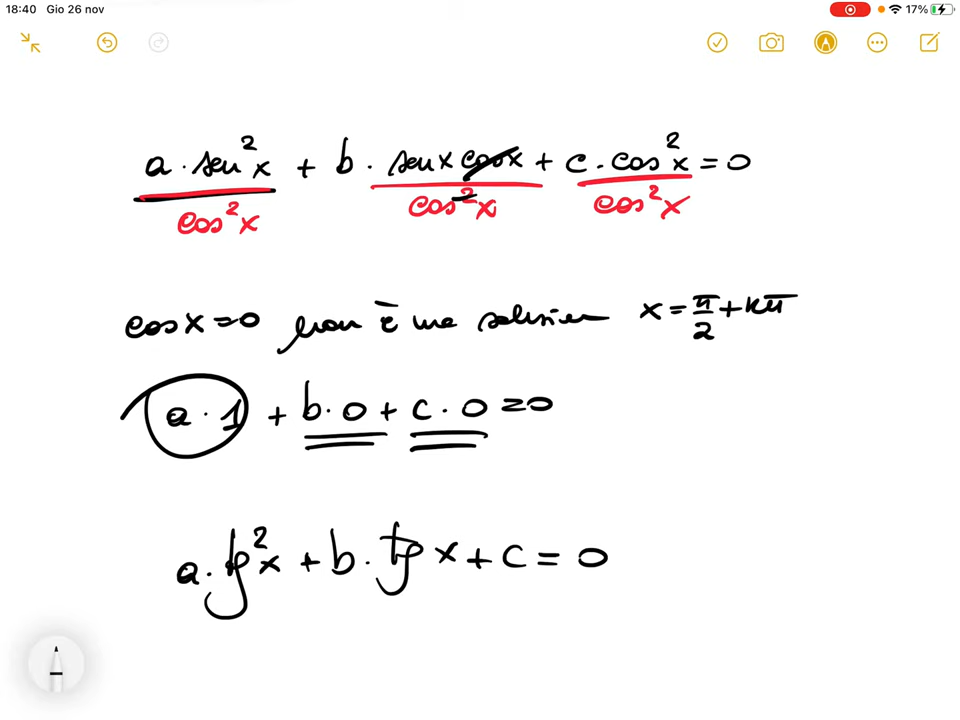 18:40 Gio 26 nov 17%
a · sen²x + b · senx cosx + c · cos²x = 0
cos²x cos²x cos²x
cosx = 0 non è una soluzione x = π/2 + kπ
a · 1 + b · 0 + c · 0 = 0
a · tg²x + b · tg x + c = 0